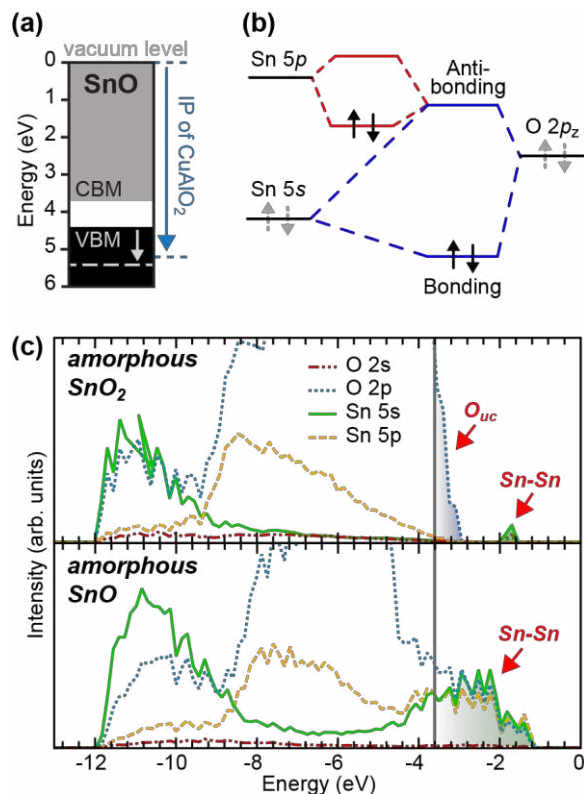 (a)
vacuum level
0
SnO
1
2
3
4
5
6
Energy (eV)
CBM
VBM
IP of CuAlO₂
(b)
Sn 5p
Anti-
bonding
O 2p_z
Sn 5s
Bonding
(c)
amorphous
SnO₂
O 2s
O 2p
Sn 5s
Sn 5p
O_uc
Sn-Sn
amorphous
SnO
Sn-Sn
Intensity (arb. units)
-12 -10 -8 -6 -4 -2 0
Energy (eV)